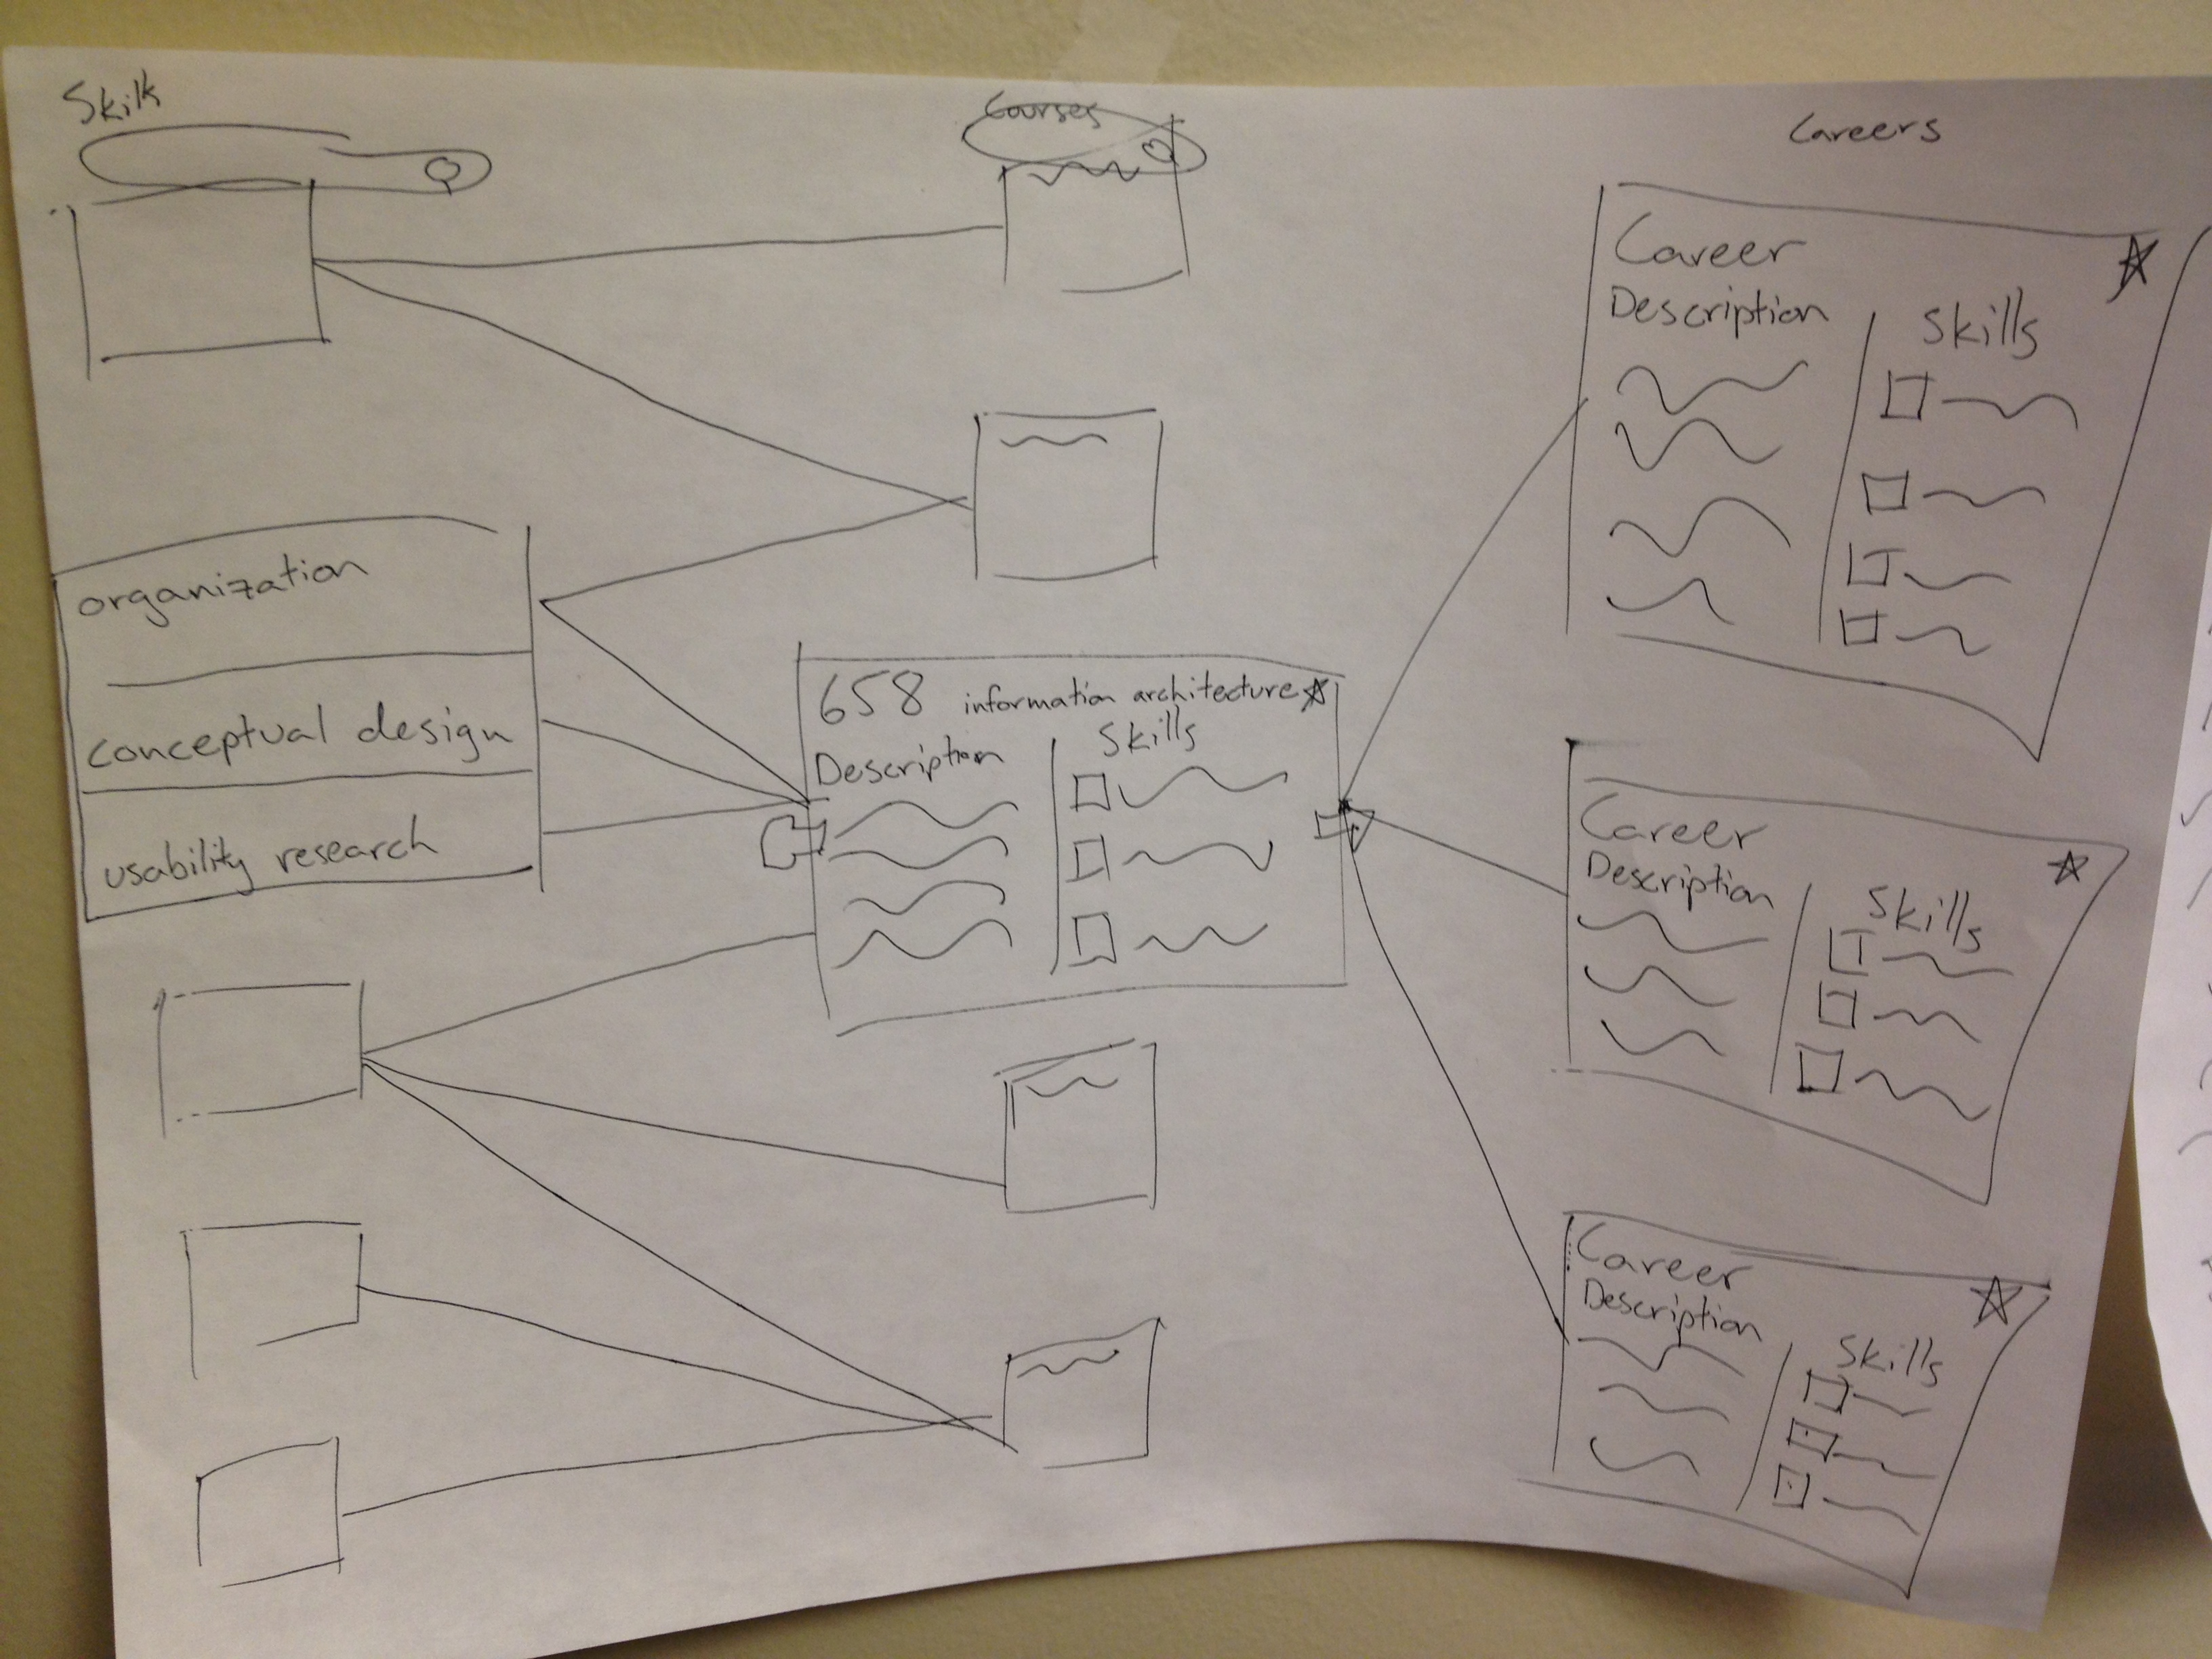 Skills
Courses
Careers
organization
conceptual design
usability research
658 information architecture
Description
Skills
Career
Description
Skills
Career
Description
Skills
Career
Description
Skills